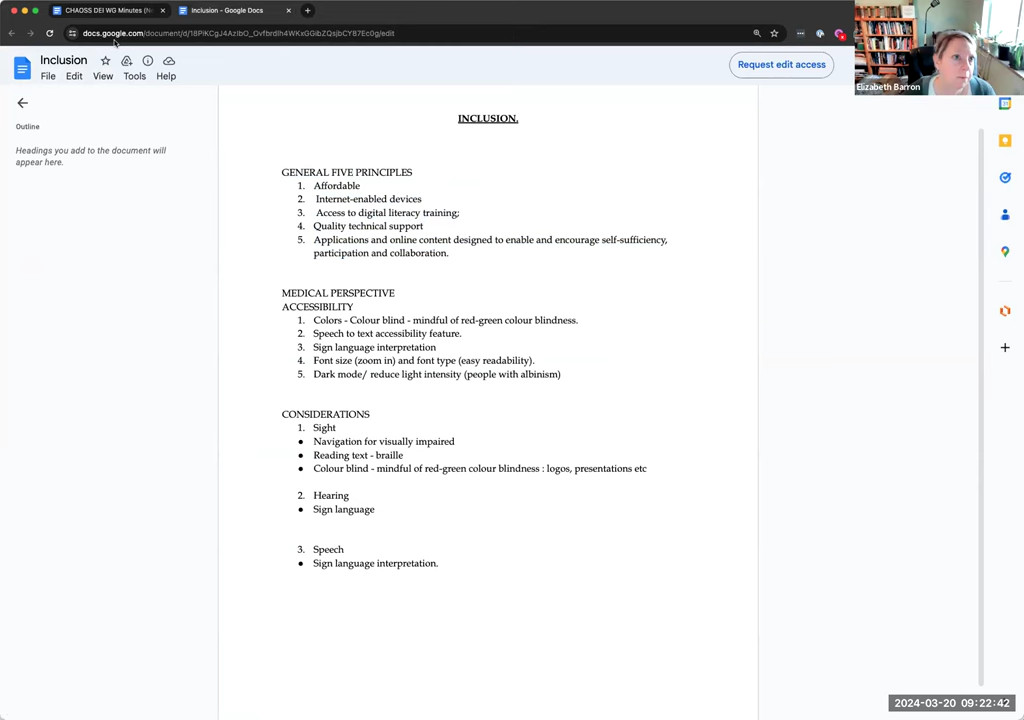 CHAOSS DEI WG Minutes (N
Inclusion - Google Docs
docs.google.com/document/d/
Inclusion
File Edit View Tools Help
Request edit access
Elizabeth Barron
Outline
Headings you add to the document will
appear here.
INCLUSION.
GENERAL FIVE PRINCIPLES
1. Affordable
2. Internet-enabled devices
3. Access to digital literacy training;
4. Quality technical support
5. Applications and online content designed to enable and encourage self-sufficiency,
participation and collaboration.
MEDICAL PERSPECTIVE
ACCESSIBILITY
1. Colors - Colour blind - mindful of red-green colour blindness.
2. Speech to text accessibility feature.
3. Sign language interpretation
4. Font size (zoom in) and font type (easy readability).
5. Dark mode/ reduce light intensity (people with albinism)
CONSIDERATIONS
1. Sight
● Navigation for visually impaired
● Reading text - braille
● Colour blind - mindful of red-green colour blindness : logos, presentations etc
2. Hearing
● Sign language
3. Speech
● Sign language interpretation.
2024-03-20 09:22:42